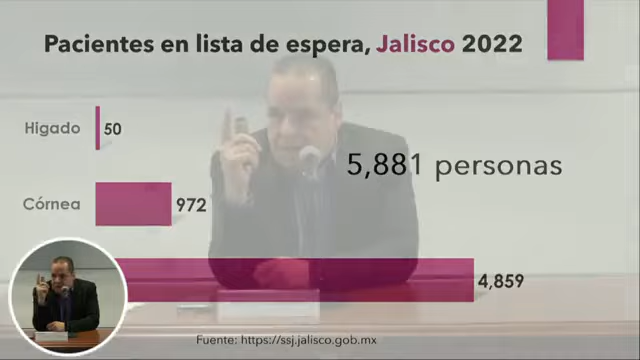 Pacientes en lista de espera, Jalisco 2022
Higado 50
5,881 personas
Córnea 972
4,859
Fuente: https://ssj.jalisco.gob.mx